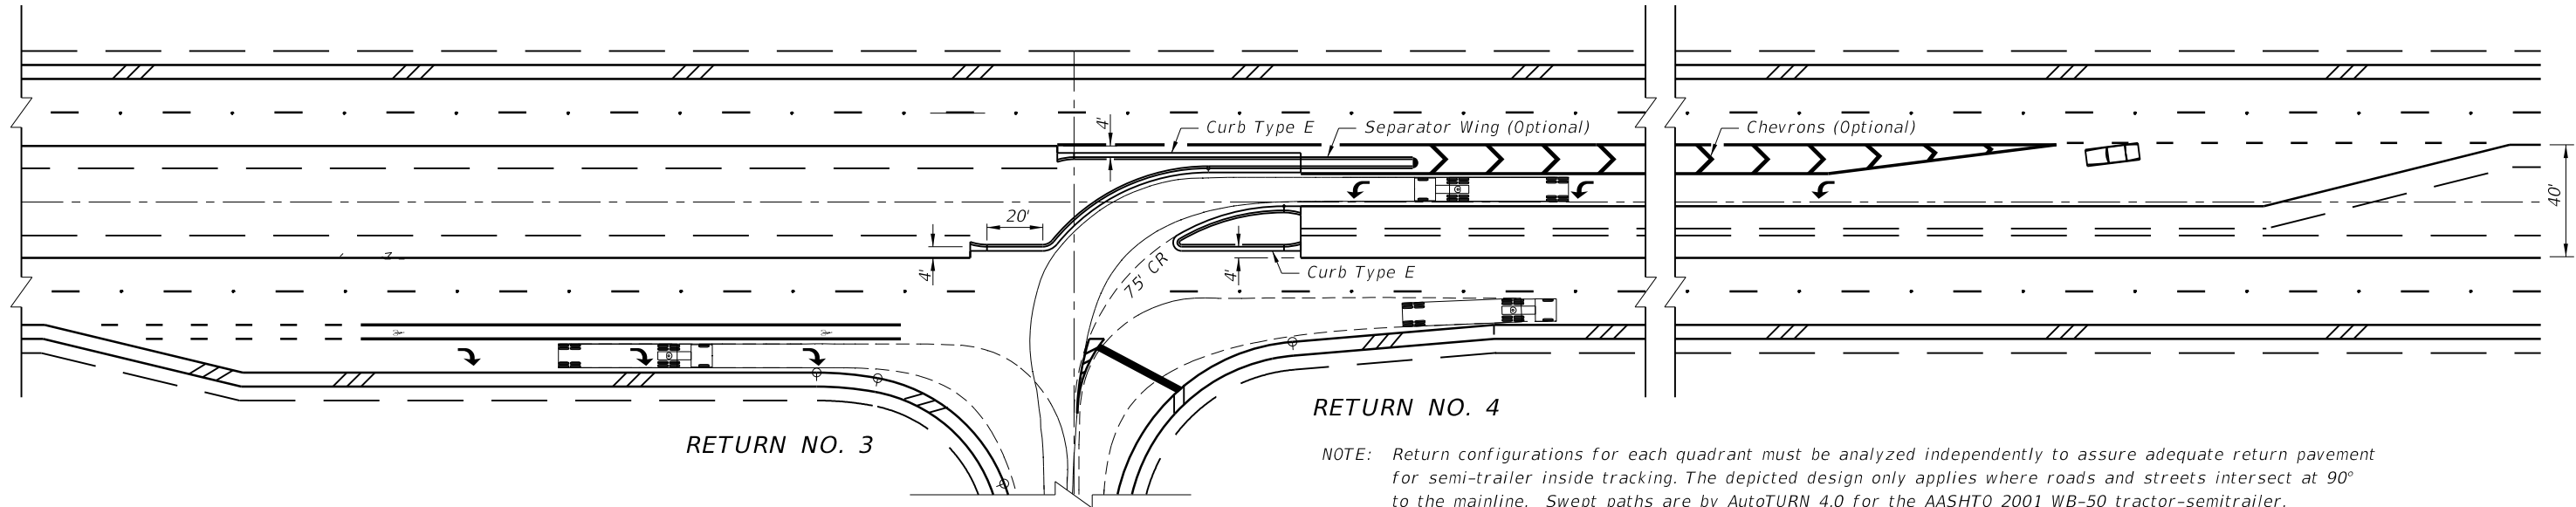 4'
Curb Type E
Separator Wing (Optional)
Chevrons (Optional)
20'
40'
4'
75' CR
4'
Curb Type E
RETURN NO. 3
RETURN NO. 4
NOTE: Return configurations for each quadrant must be analyzed independently to assure adequate return pavement
for semi-trailer inside tracking. The depicted design only applies where roads and streets intersect at 90°
to the mainline. Swept paths are by AutoTURN 4.0 for the AASHTO 2001 WB-50 tractor-semitrailer.